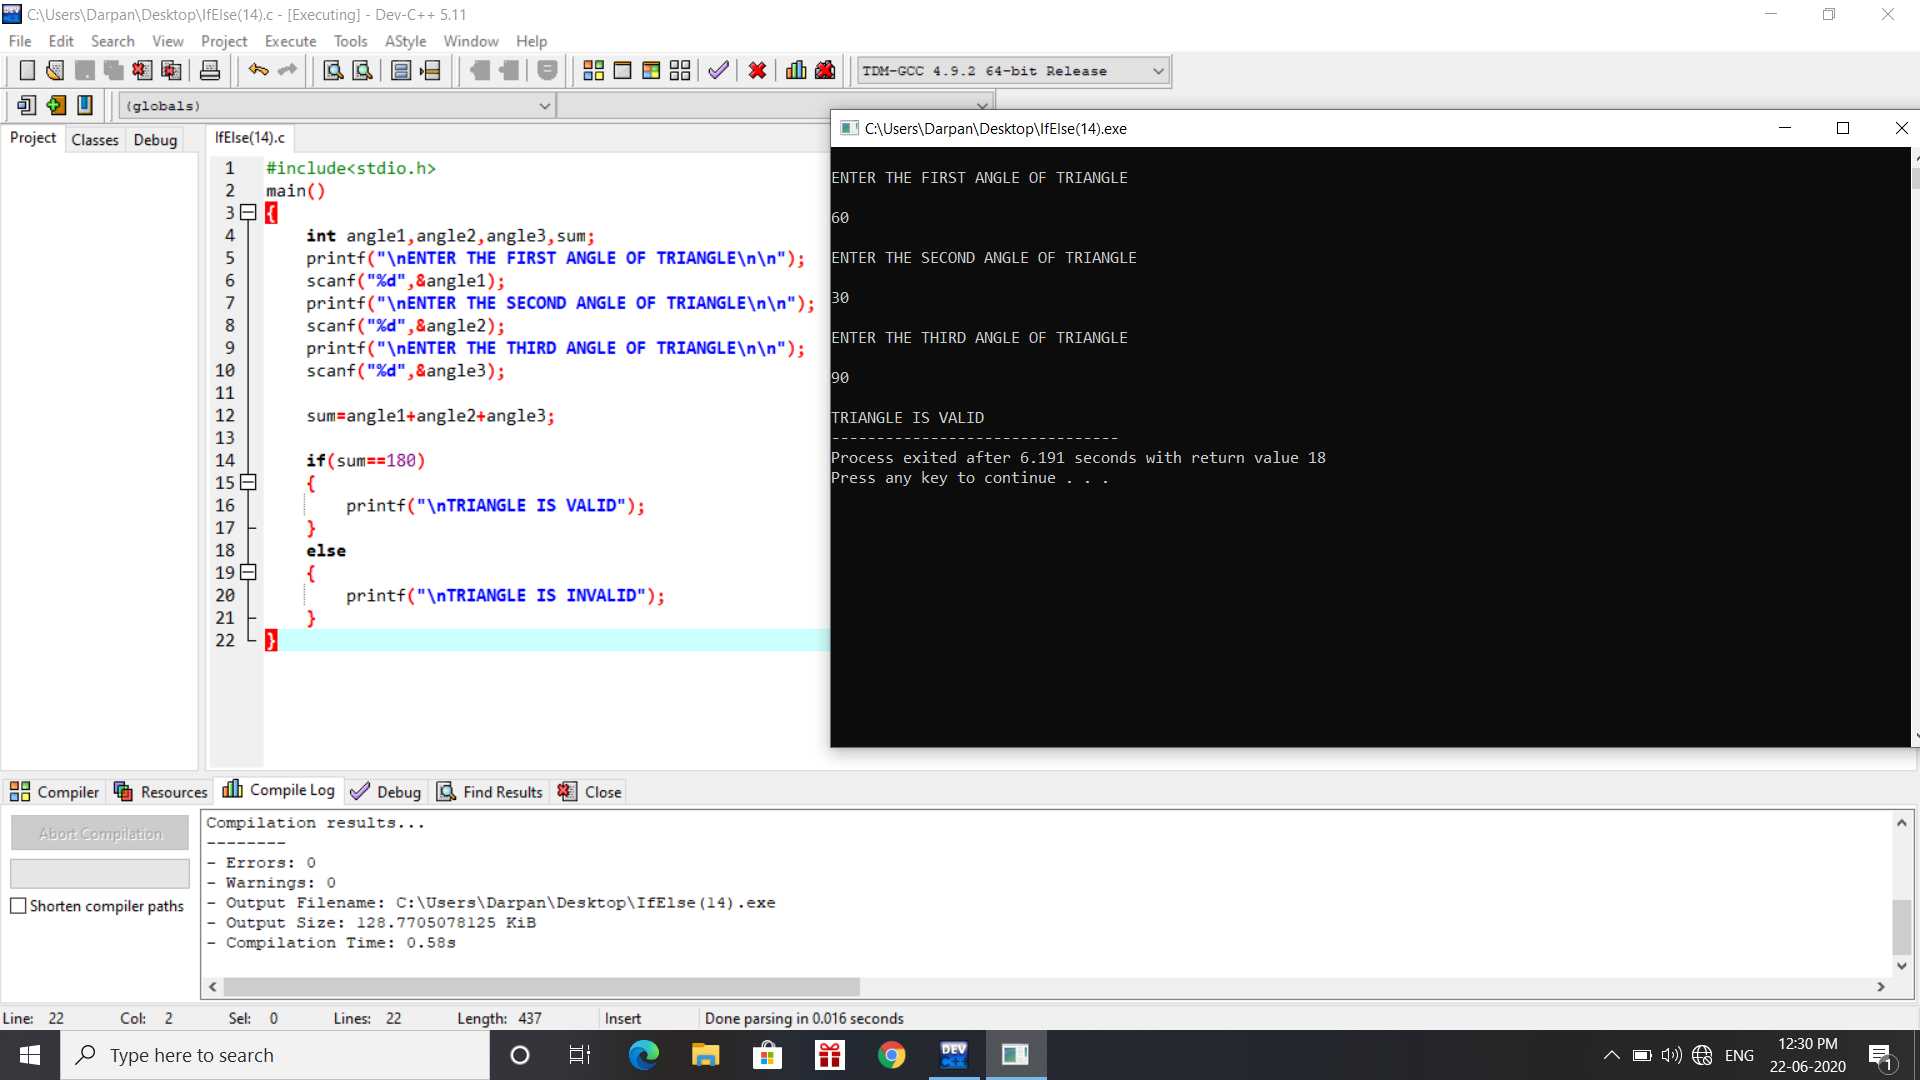 C:\Users\Darpan\Desktop\IfElse(14).c - [Executing] - Dev-C++ 5.11
File Edit Search View Project Execute Tools AStyle Window Help
TDM-GCC 4.9.2 64-bit Release
(globals)
Project Classes Debug
IfElse(14).c
1 #include<stdio.h>
2 main()
3 {
4 int angle1,angle2,angle3,sum;
5 printf("\nENTER THE FIRST ANGLE OF TRIANGLE\n\n");
6 scanf("%d",&angle1);
7 printf("\nENTER THE SECOND ANGLE OF TRIANGLE\n\n");
8 scanf("%d",&angle2);
9 printf("\nENTER THE THIRD ANGLE OF TRIANGLE\n\n");
10 scanf("%d",&angle3);
11
12 sum=angle1+angle2+angle3;
13
14 if(sum==180)
15 {
16 printf("\nTRIANGLE IS VALID");
17 }
18 else
19 {
20 printf("\nTRIANGLE IS INVALID");
21 }
22 }
C:\Users\Darpan\Desktop\IfElse(14).exe
ENTER THE FIRST ANGLE OF TRIANGLE
60
ENTER THE SECOND ANGLE OF TRIANGLE
30
ENTER THE THIRD ANGLE OF TRIANGLE
90
TRIANGLE IS VALID
--------------------------------
Process exited after 6.191 seconds with return value 18
Press any key to continue . . .
Compiler Resources Compile Log Debug Find Results Close
Abort Compilation
Shorten compiler paths
Compilation results...
--------
- Errors: 0
- Warnings: 0
- Output Filename: C:\Users\Darpan\Desktop\IfElse(14).exe
- Output Size: 128.7705078125 KiB
- Compilation Time: 0.58s
Line: 22 Col: 2 Sel: 0 Lines: 22 Length: 437 Insert Done parsing in 0.016 seconds
Type here to search
DEV C++
ENG
12:30 PM
22-06-2020
1